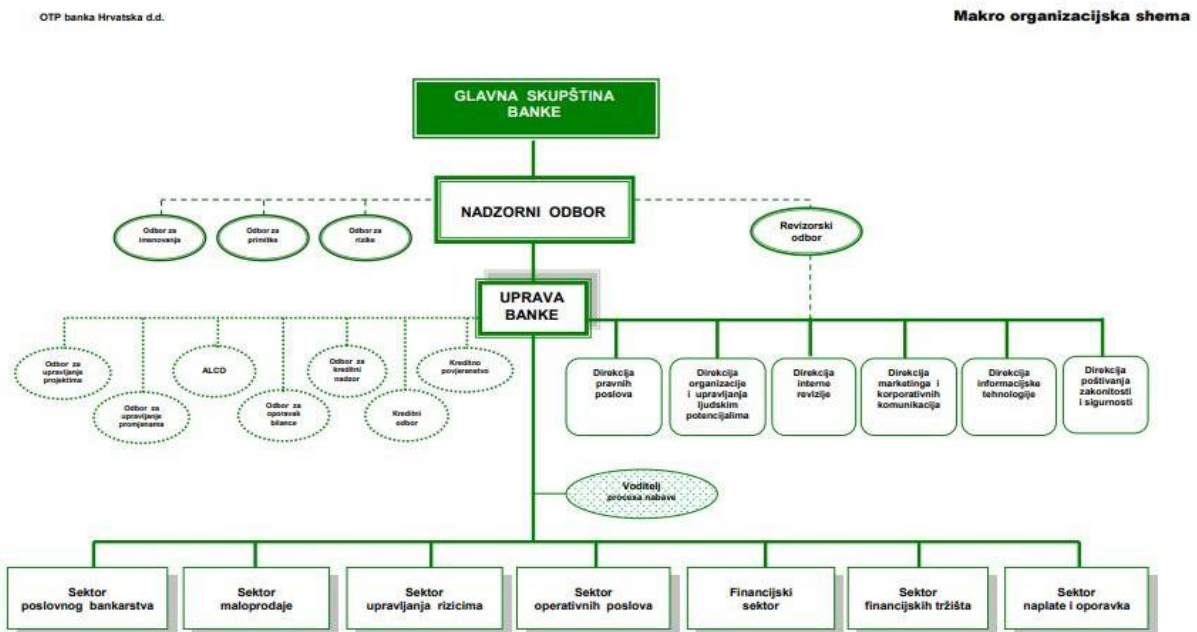 OTP banka Hrvatska d.d.
Makro organizacijska shema
GLAVNA SKUPŠTINA
BANKE
NADZORNI ODBOR
Odbor za
imenovanja
Odbor za
primitke
Odbor za
rizike
Revizorski
odbor
UPRAVA
BANKE
Odbor za
upravljanje
projektima
Odbor za
upravljanje
promjenama
ALCO
Odbor za
oporavak
bilance
Odbor za
kreditni
nadzor
Kreditni
odbor
Kreditno
povjerenstvo
Direkcija
pravnih
poslova
Direkcija
organizacije
i upravljanja
ljudskim
potencijalima
Direkcija
interne
revizije
Direkcija
marketinga i
korporativnih
komunikacija
Direkcija
informacijske
tehnologije
Direkcija
poštivanja
zakonitosti
i sigurnosti
Voditelj
procesa nabave
Sektor
poslovnog bankarstva
Sektor
maloprodaje
Sektor
upravljanja rizicima
Sektor
operativnih poslova
Financijski
sektor
Sektor
financijskih tržišta
Sektor
naplate i oporavka